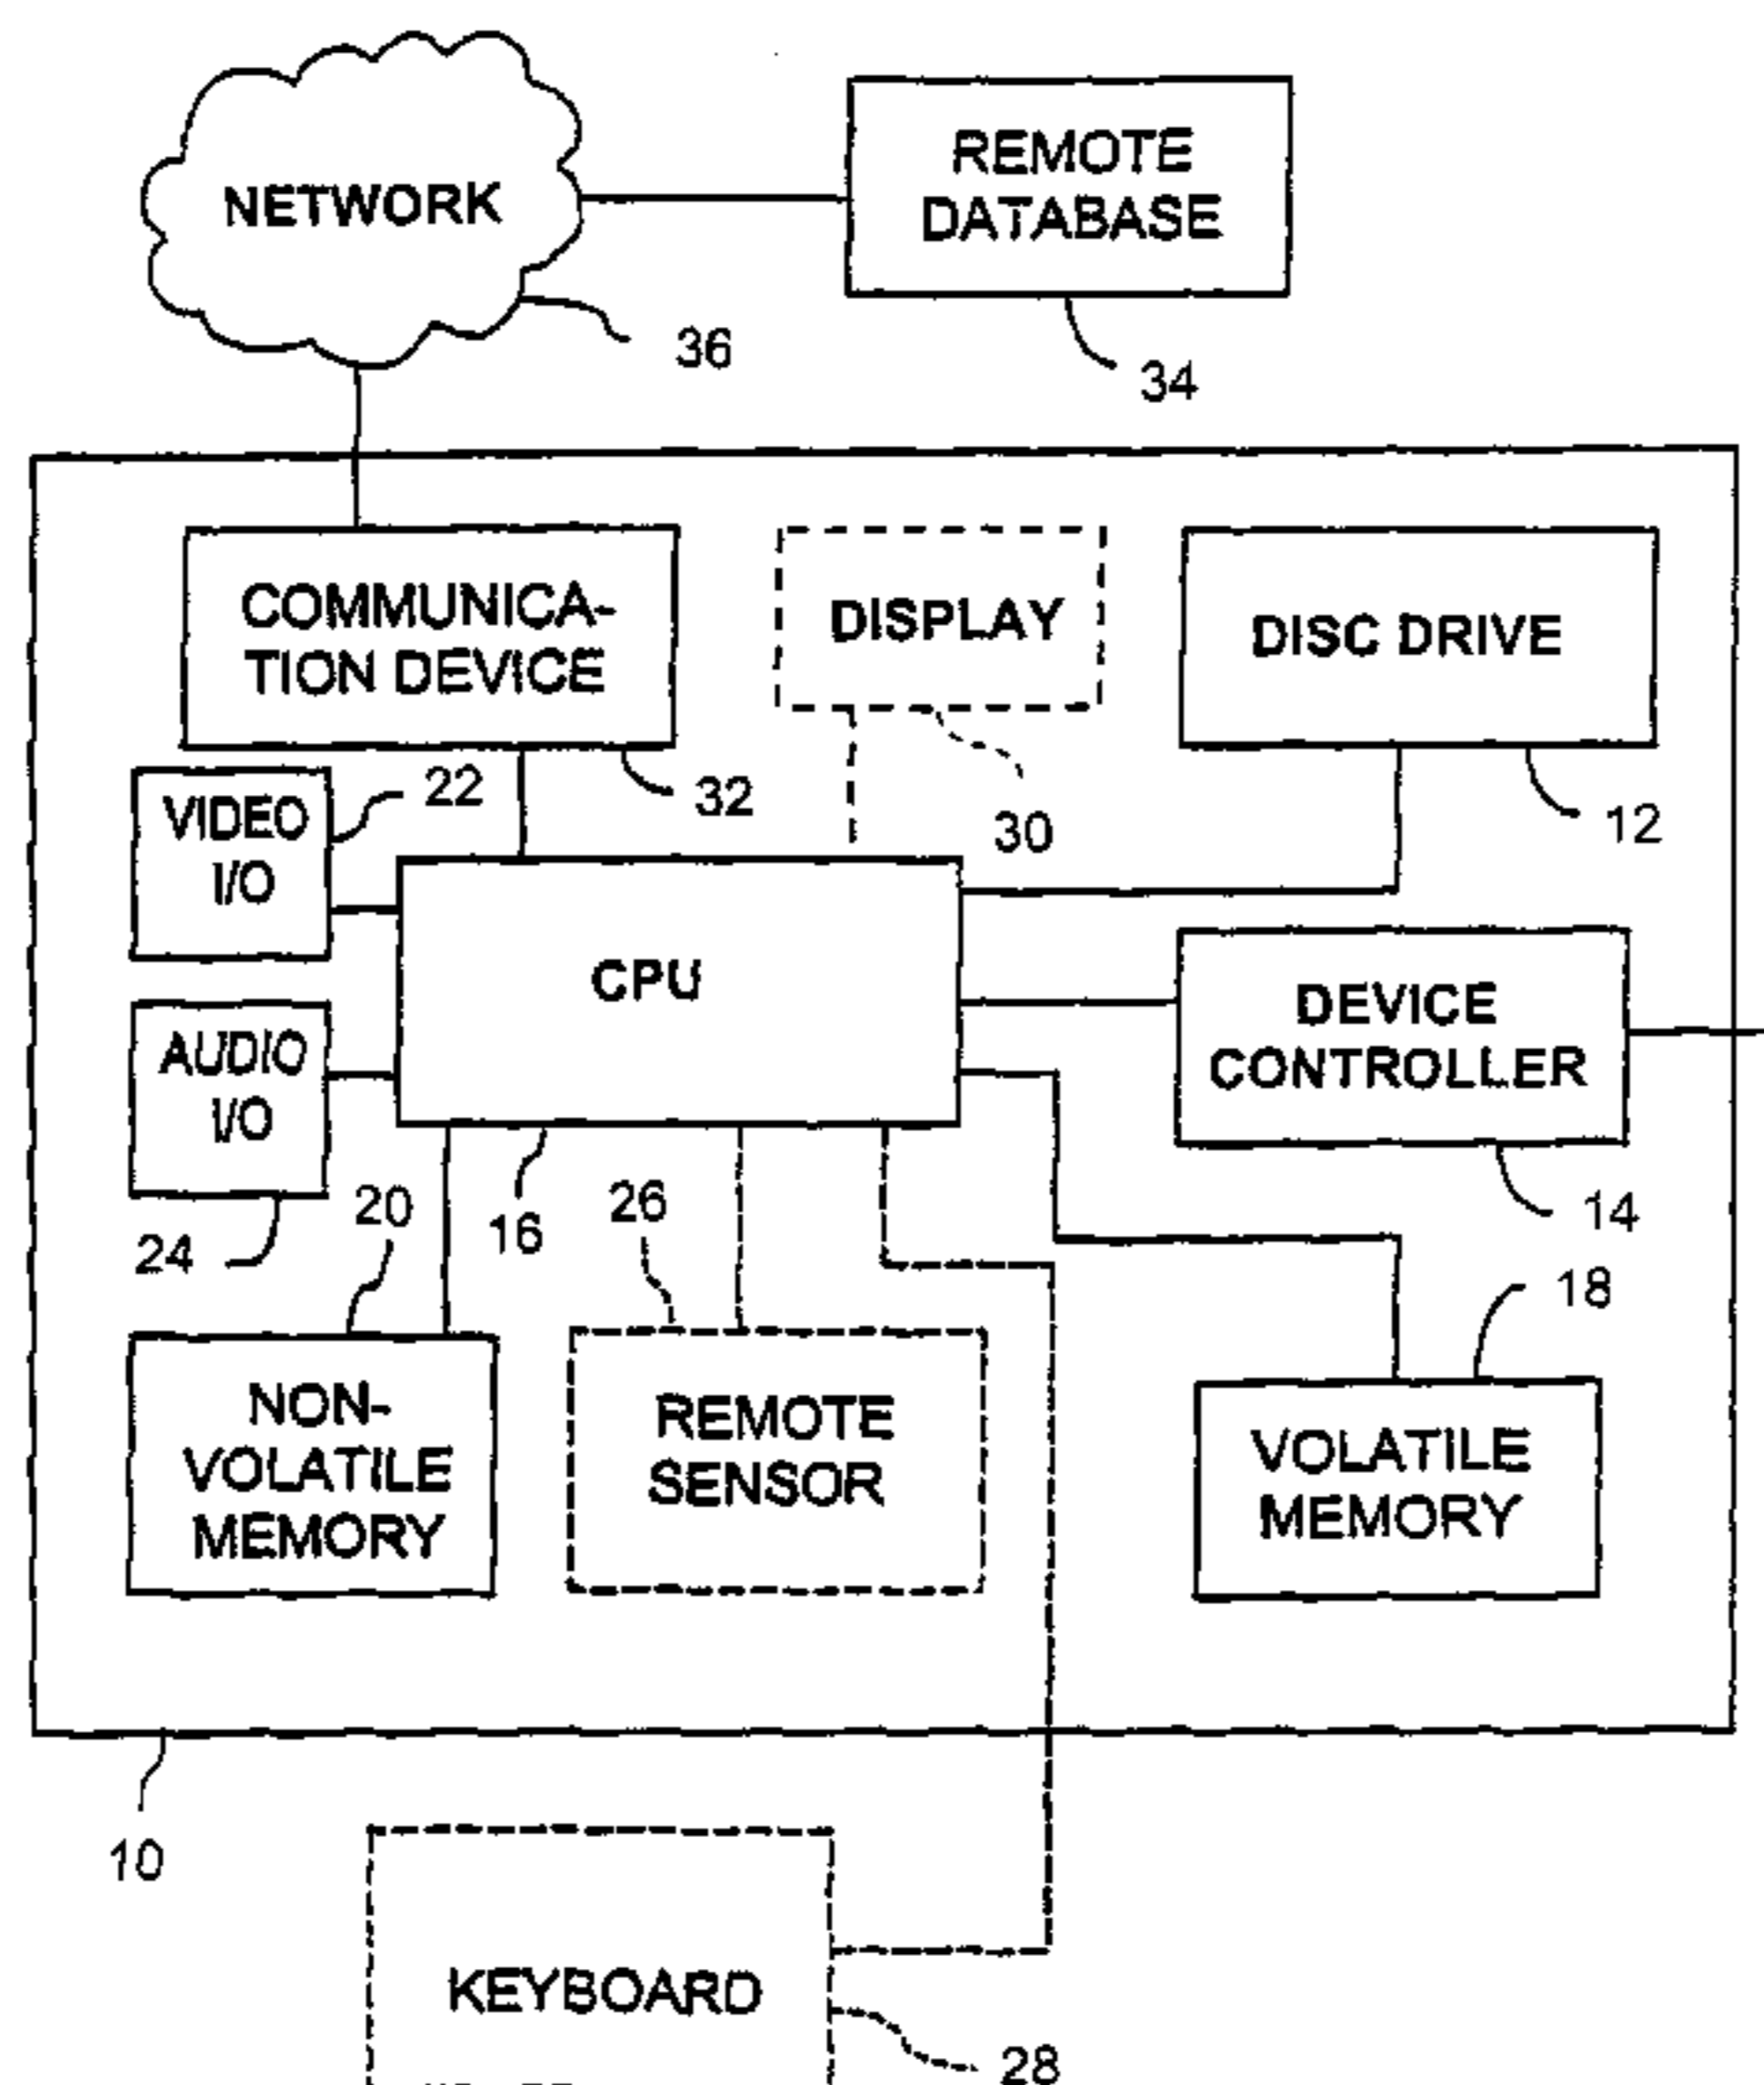 NETWORK
REMOTE
DATABASE
36
34
COMMUNICA-
TION DEVICE
DISPLAY
DISC DRIVE
32
30
12
VIDEO
I/O
22
CPU
DEVICE
CONTROLLER
AUDIO
I/O
24
20
16
26
14
18
NON-
VOLATILE
MEMORY
REMOTE
SENSOR
VOLATILE
MEMORY
10
KEYBOARD
28